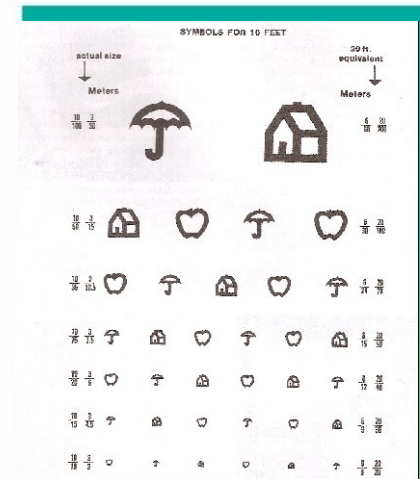 SYMBOLS FOR 10 FEET
actual size
20 ft.
equivalent
Meters Meters
10/100 3/30 6/60 20/200
10/50 3/15 6/30 20/100
10/35 3/10.5 6/21 20/70
10/25 3/7.5 6/15 20/50
10/20 3/6 6/12 20/40
10/15 3/4.5 6/9 20/30
10/10 3/3 20/20